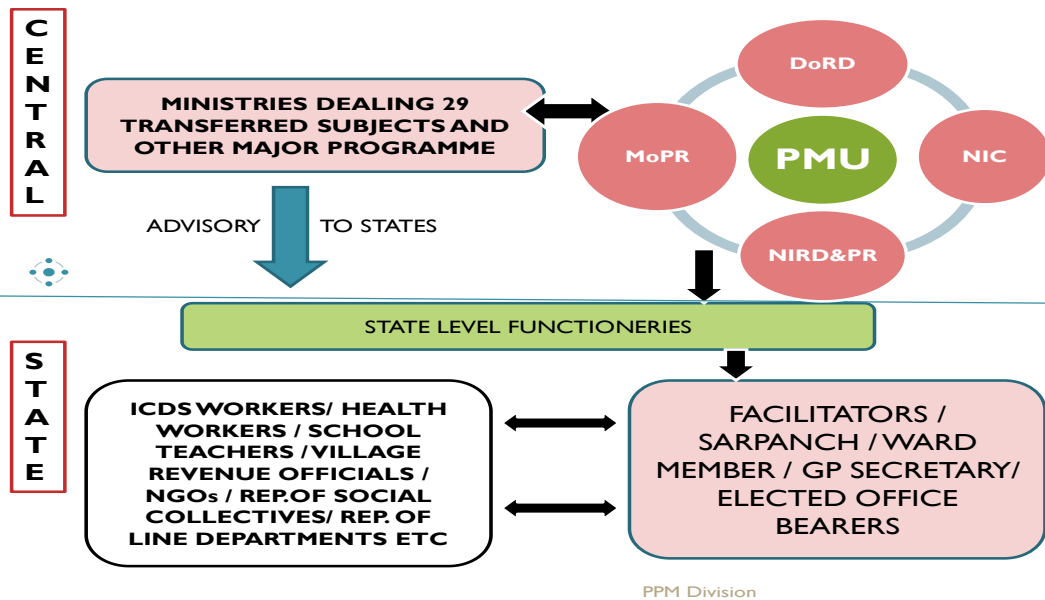 CENTRAL
MINISTRIES DEALING 29
TRANSFERRED SUBJECTS AND
OTHER MAJOR PROGRAMME
DoRD
MoPR
PMU
NIC
NIRD&PR
ADVISORY TO STATES
STATE LEVEL FUNCTIONERIES
STATE
ICDS WORKERS/ HEALTH
WORKERS / SCHOOL
TEACHERS / VILLAGE
REVENUE OFFICIALS /
NGOs / REP.OF SOCIAL
COLLECTIVES/ REP. OF
LINE DEPARTMENTS ETC
FACILITATORS /
SARPANCH / WARD
MEMBER / GP SECRETARY/
ELECTED OFFICE
BEARERS
PPM Division